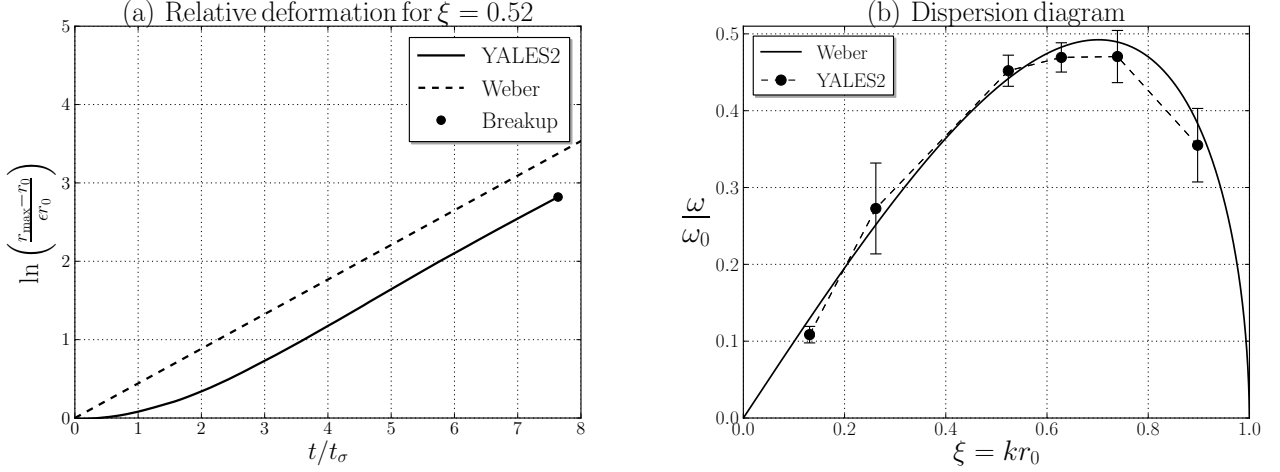 (a) Relative deformation for ξ = 0.52
5
4
3
2
1
0
0 1 2 3 4 5 6 7 8
ln (r_max−r_0 / ϵr_0)
t/t_σ
YALES2
Weber
Breakup
(b) Dispersion diagram
0.5
0.4
0.3
0.2
0.1
0.0
0.0 0.2 0.4 0.6 0.8 1.0
ω/ω_0
ξ = kr_0
Weber
YALES2